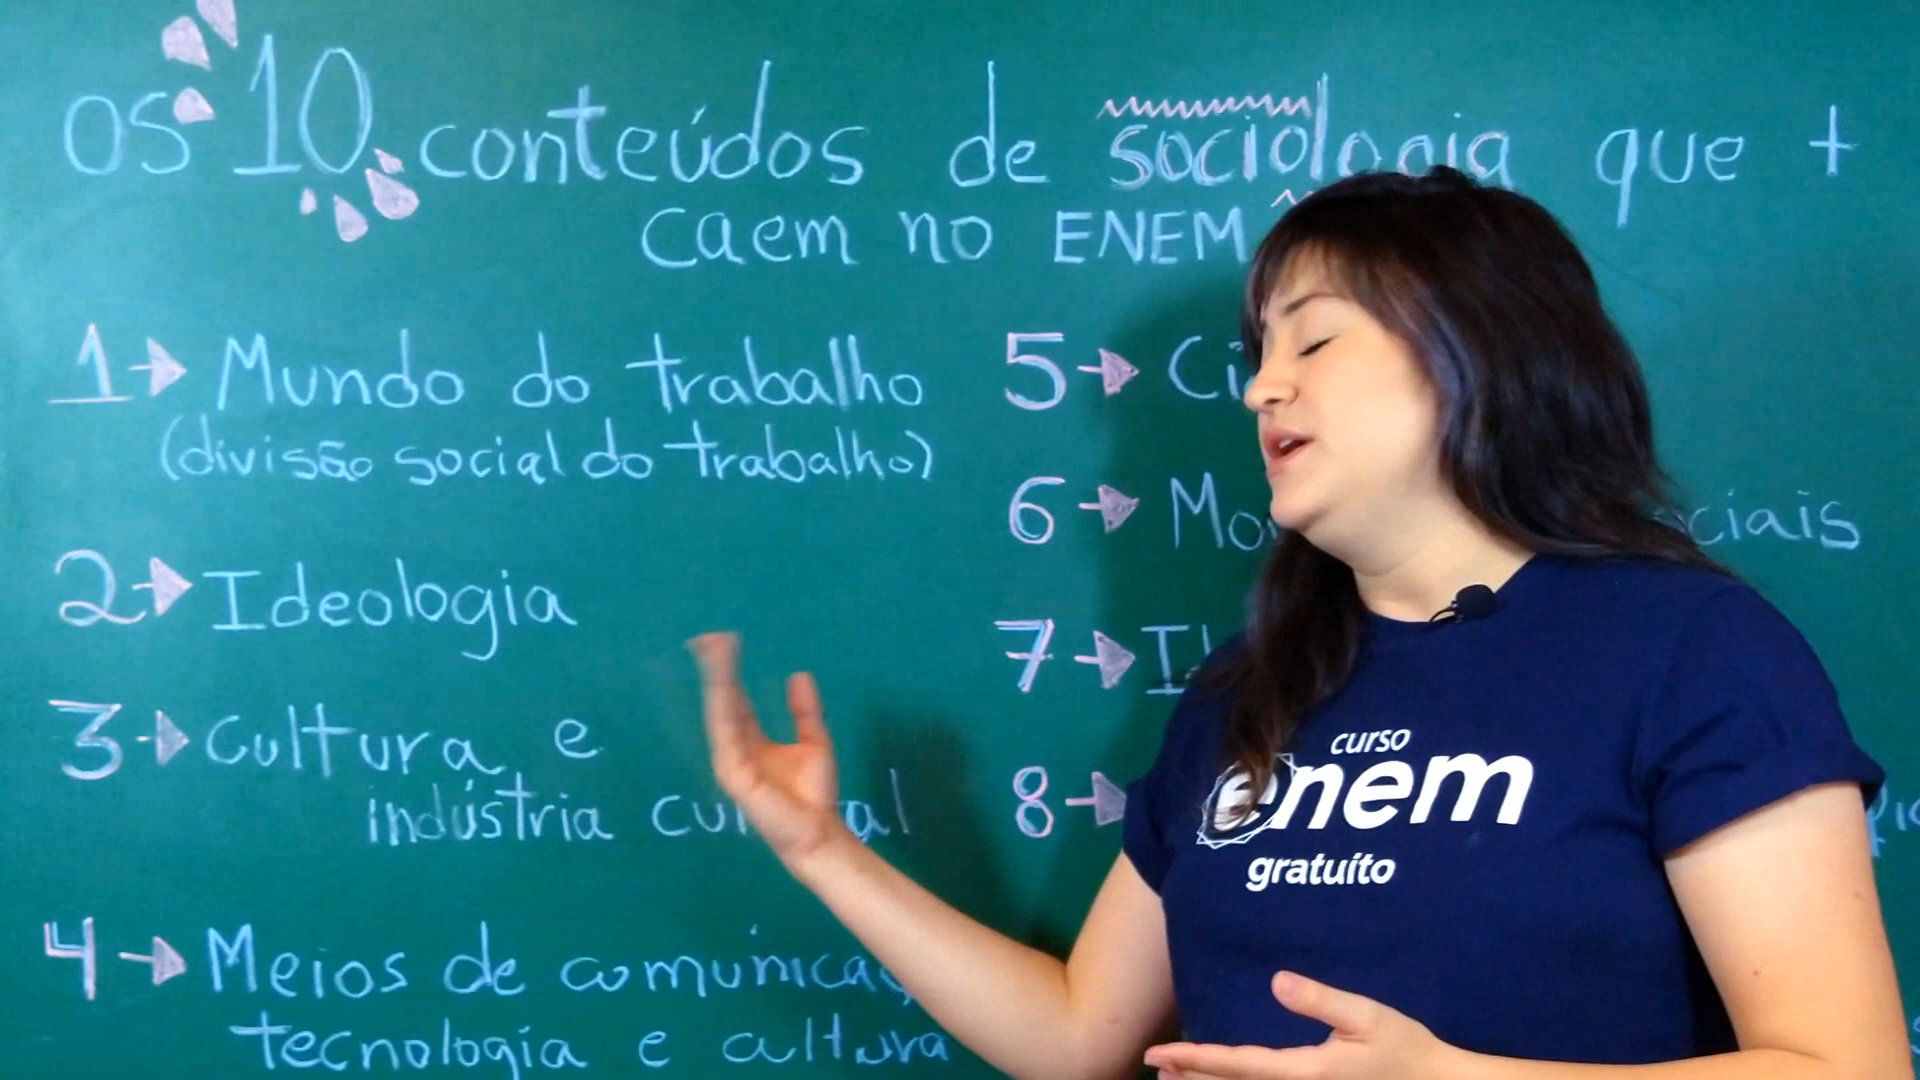 os 10 conteúdos de sociologia que +
caem no ENEM
1→ Mundo do trabalho
(divisão social do trabalho)
2→ Ideologia
3→ cultura e
indústria
4→ Meios de
tecnologia e cultura
5→
6→
7→
8→
curso
enem
gratuito